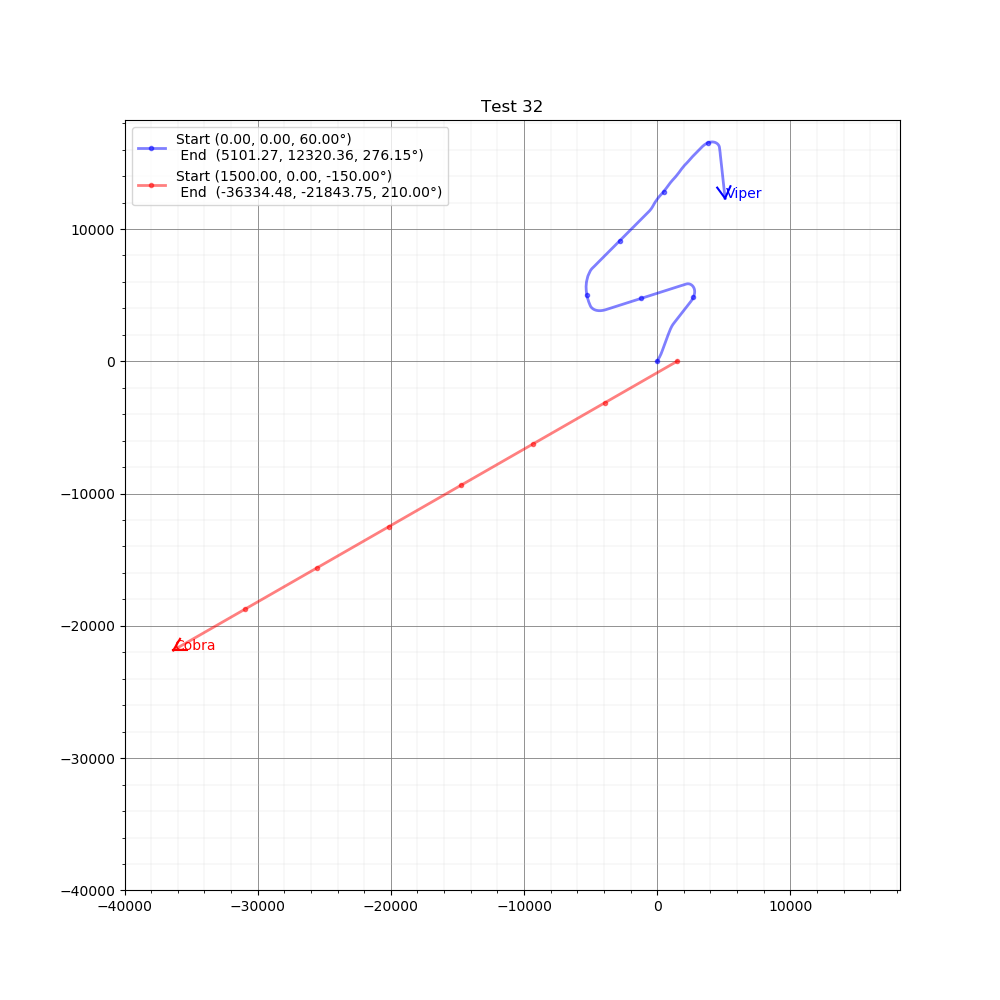 Test 32
Start (0.00, 0.00, 60.00°)
End (5101.27, 12320.36, 276.15°)
Start (1500.00, 0.00, -150.00°)
End (-36334.48, -21843.75, 210.00°)
Viper
10000
0
−10000
−20000
Cobra
−30000
−40000
−40000 −30000 −20000 −10000 0 10000